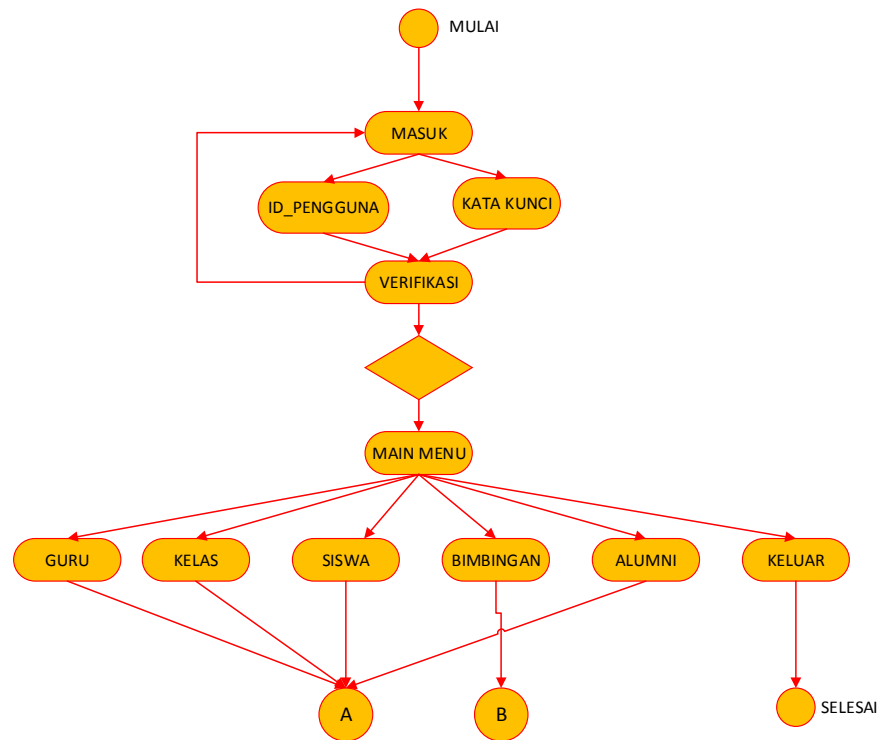 MULAI
MASUK
ID_PENGGUNA
KATA KUNCI
VERIFIKASI
MAIN MENU
GURU
KELAS
SISWA
BIMBINGAN
ALUMNI
KELUAR
A
B
SELESAI